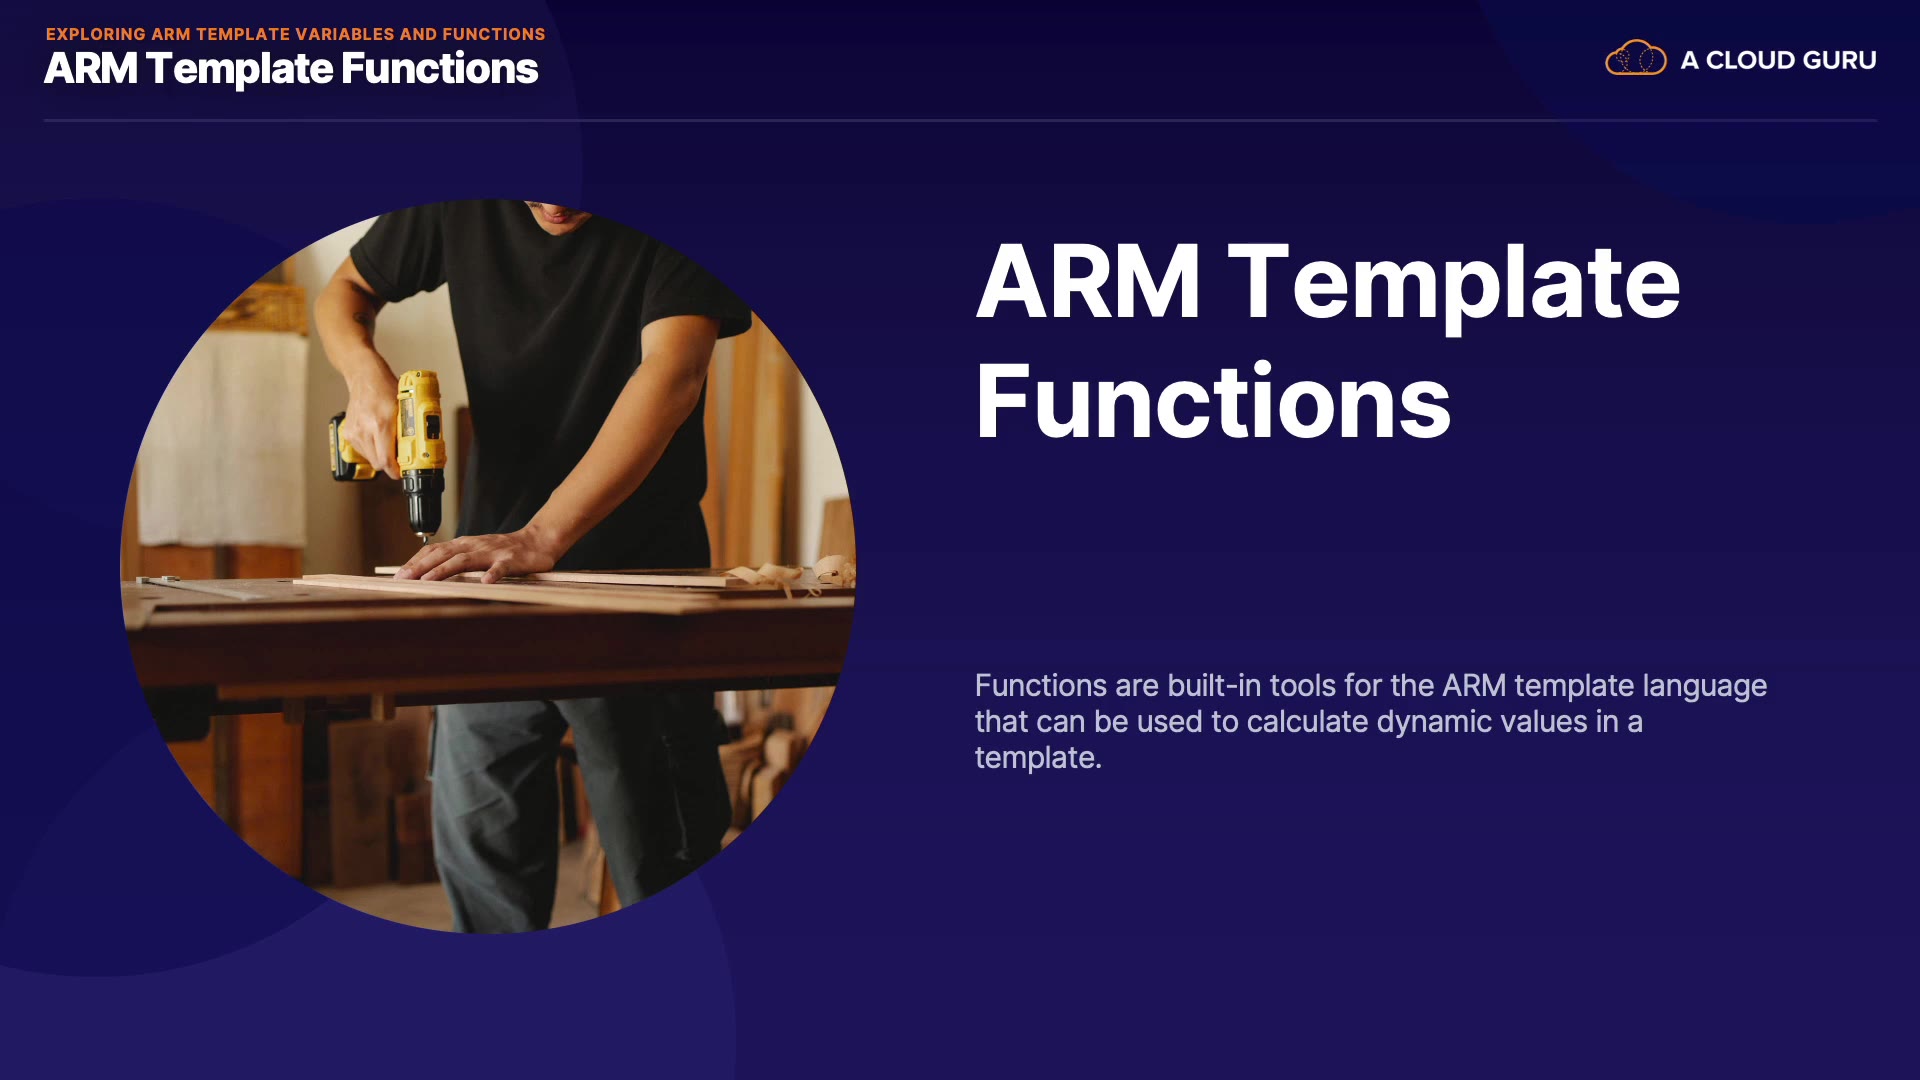 EXPLORING ARM TEMPLATE VARIABLES AND FUNCTIONS
ARM Template Functions
A CLOUD GURU
ARM Template
Functions
Functions are built-in tools for the ARM template language
that can be used to calculate dynamic values in a
template.